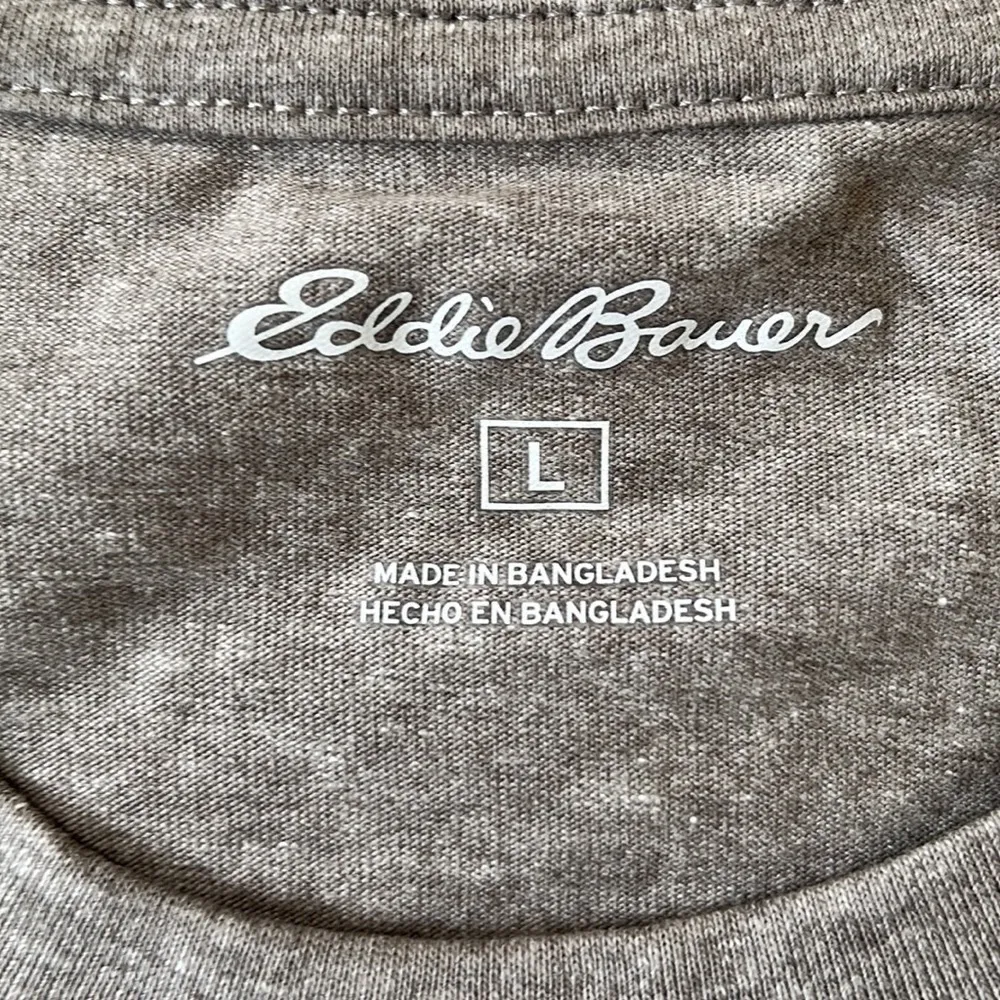 Eddie Bauer
L
MADE IN BANGLADESH
HECHO EN BANGLADESH